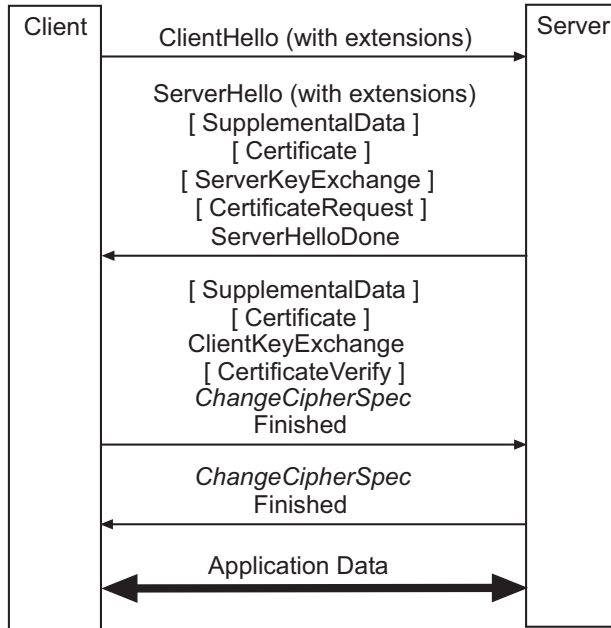 Client
Server
ClientHello (with extensions)
ServerHello (with extensions)
[ SupplementalData ]
[ Certificate ]
[ ServerKeyExchange ]
[ CertificateRequest ]
ServerHelloDone
[ SupplementalData ]
[ Certificate ]
ClientKeyExchange
[ CertificateVerify ]
ChangeCipherSpec
Finished
ChangeCipherSpec
Finished
Application Data